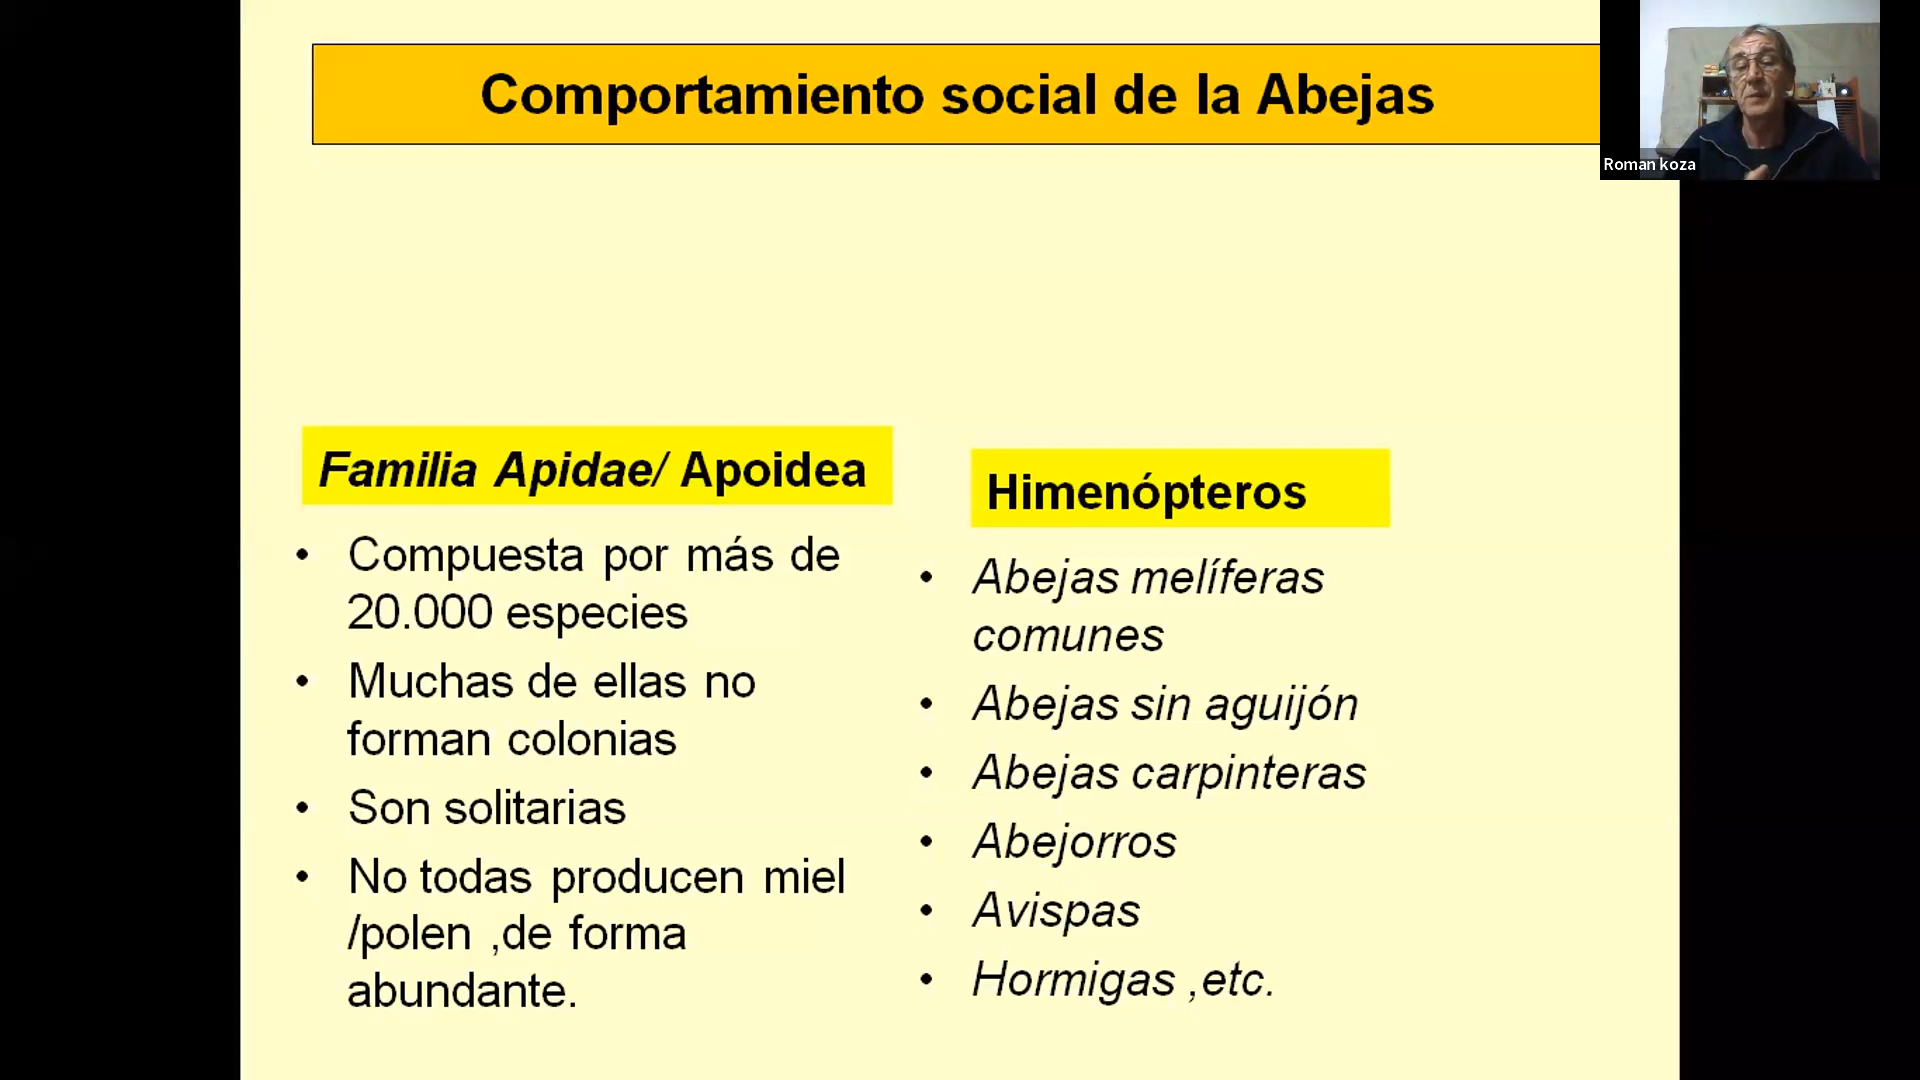 Comportamiento social de la Abejas
Roman koza
Familia Apidae/ Apoidea
• Compuesta por más de
20.000 especies
• Muchas de ellas no
forman colonias
• Son solitarias
• No todas producen miel
/polen ,de forma
abundante.
Himenópteros
• Abejas melíferas
comunes
• Abejas sin aguijón
• Abejas carpinteras
• Abejorros
• Avispas
• Hormigas ,etc.